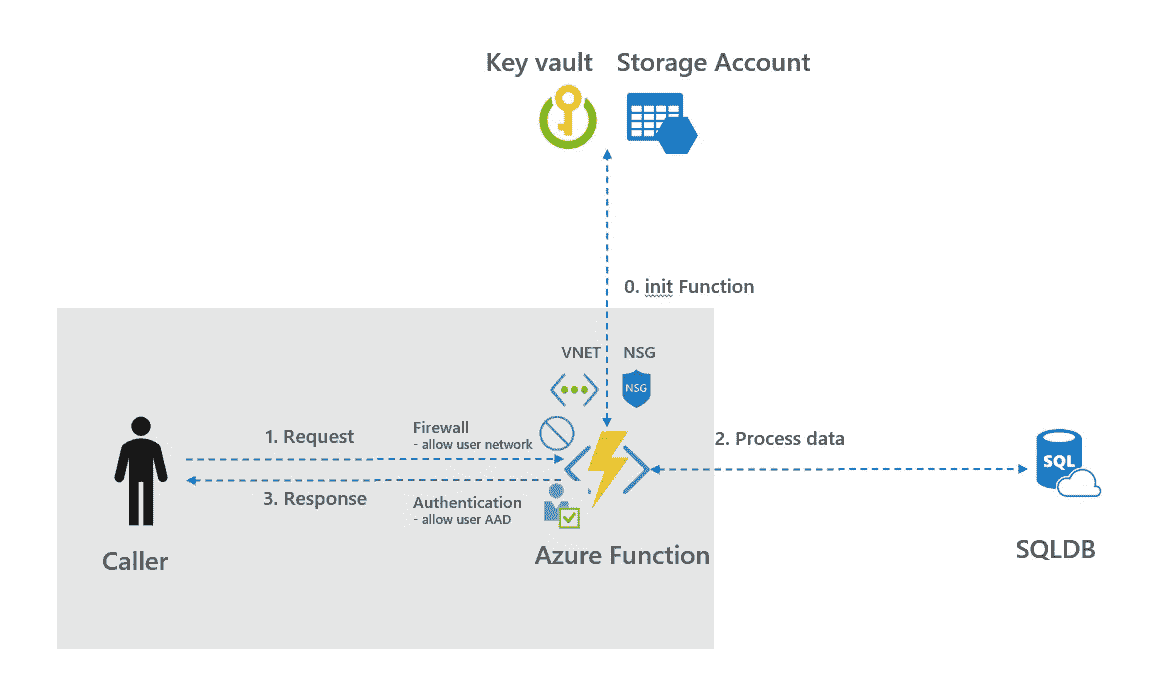 Key vault
Storage Account
0. init Function
VNET
NSG
NSG
Firewall
- allow user network
1. Request
2. Process data
SQL
3. Response
Authentication
- allow user AAD
Caller
Azure Function
SQLDB